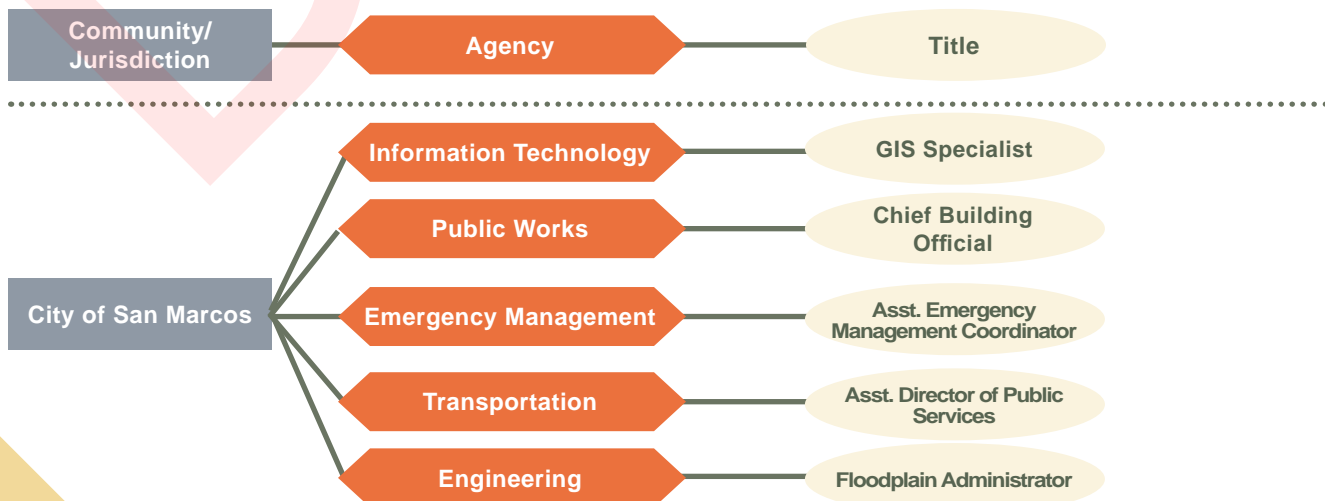 Community/
Jurisdiction
Agency
Title
Information Technology
GIS Specialist
Public Works
Chief Building
Official
City of San Marcos
Emergency Management
Asst. Emergency
Management Coordinator
Transportation
Asst. Director of Public
Services
Engineering
Floodplain Administrator